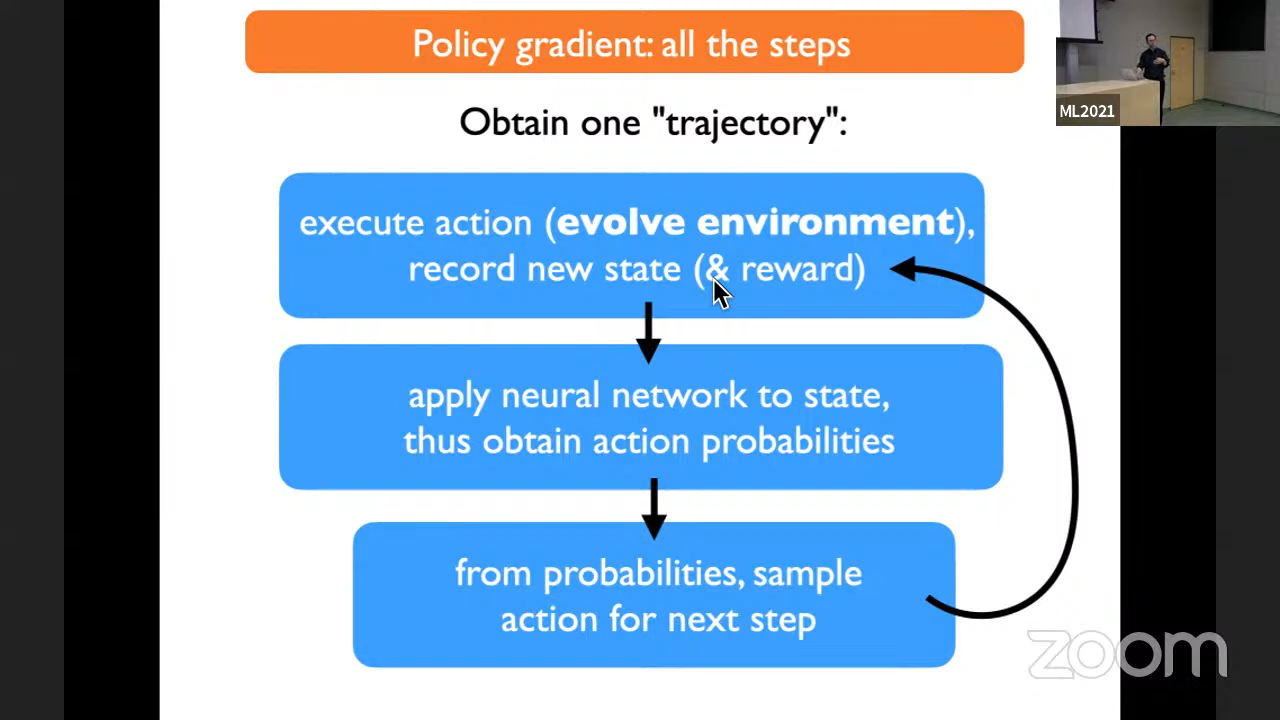 Policy gradient: all the steps
ML2021
Obtain one "trajectory":
execute action (evolve environment),
record new state (& reward)
apply neural network to state,
thus obtain action probabilities
from probabilities, sample
action for next step
zoom